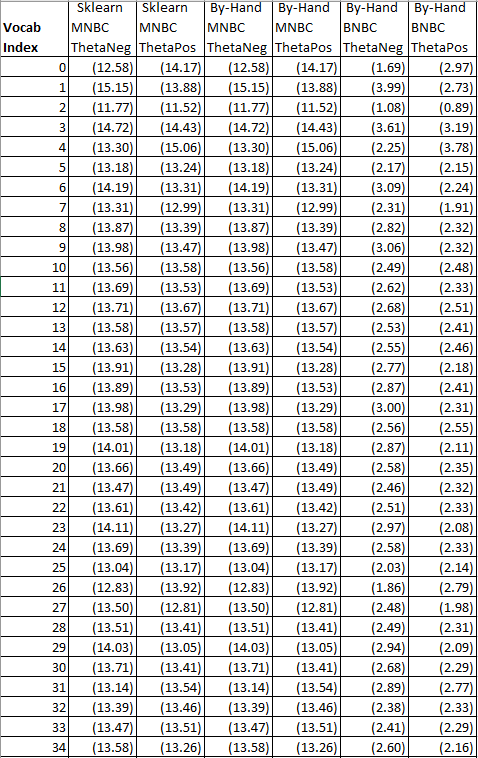 Sklearn Sklearn By-Hand By-Hand By-Hand By-Hand
Vocab MNBC MNBC MNBC MNBC BNBC BNBC
Index ThetaNeg ThetaPos ThetaNeg ThetaPos ThetaNeg ThetaPos
0 (12.58) (14.17) (12.58) (14.17) (1.69) (2.97)
1 (15.15) (13.88) (15.15) (13.88) (3.99) (2.73)
2 (11.77) (11.52) (11.77) (11.52) (1.08) (0.89)
3 (14.72) (14.43) (14.72) (14.43) (3.61) (3.19)
4 (13.30) (15.06) (13.30) (15.06) (2.25) (3.78)
5 (13.18) (13.24) (13.18) (13.24) (2.17) (2.15)
6 (14.19) (13.31) (14.19) (13.31) (3.09) (2.24)
7 (13.31) (12.99) (13.31) (12.99) (2.31) (1.91)
8 (13.87) (13.39) (13.87) (13.39) (2.82) (2.32)
9 (13.98) (13.47) (13.98) (13.47) (3.06) (2.32)
10 (13.56) (13.58) (13.56) (13.58) (2.49) (2.48)
11 (13.69) (13.53) (13.69) (13.53) (2.62) (2.33)
12 (13.71) (13.67) (13.71) (13.67) (2.68) (2.51)
13 (13.58) (13.57) (13.58) (13.57) (2.53) (2.41)
14 (13.63) (13.54) (13.63) (13.54) (2.55) (2.46)
15 (13.91) (13.28) (13.91) (13.28) (2.77) (2.18)
16 (13.89) (13.53) (13.89) (13.53) (2.87) (2.41)
17 (13.98) (13.29) (13.98) (13.29) (3.00) (2.31)
18 (13.58) (13.58) (13.58) (13.58) (2.56) (2.55)
19 (14.01) (13.18) (14.01) (13.18) (2.87) (2.11)
20 (13.66) (13.49) (13.66) (13.49) (2.58) (2.35)
21 (13.47) (13.49) (13.47) (13.49) (2.46) (2.32)
22 (13.61) (13.42) (13.61) (13.42) (2.51) (2.33)
23 (14.11) (13.27) (14.11) (13.27) (2.97) (2.08)
24 (13.69) (13.39) (13.69) (13.39) (2.58) (2.33)
25 (13.04) (13.17) (13.04) (13.17) (2.03) (2.14)
26 (12.83) (13.92) (12.83) (13.92) (1.86) (2.79)
27 (13.50) (12.81) (13.50) (12.81) (2.48) (1.98)
28 (13.51) (13.41) (13.51) (13.41) (2.49) (2.31)
29 (14.03) (13.05) (14.03) (13.05) (2.94) (2.09)
30 (13.71) (13.41) (13.71) (13.41) (2.68) (2.29)
31 (13.14) (13.54) (13.14) (13.54) (2.89) (2.77)
32 (13.39) (13.46) (13.39) (13.46) (2.38) (2.33)
33 (13.47) (13.51) (13.47) (13.51) (2.41) (2.29)
34 (13.58) (13.26) (13.58) (13.26) (2.60) (2.16)